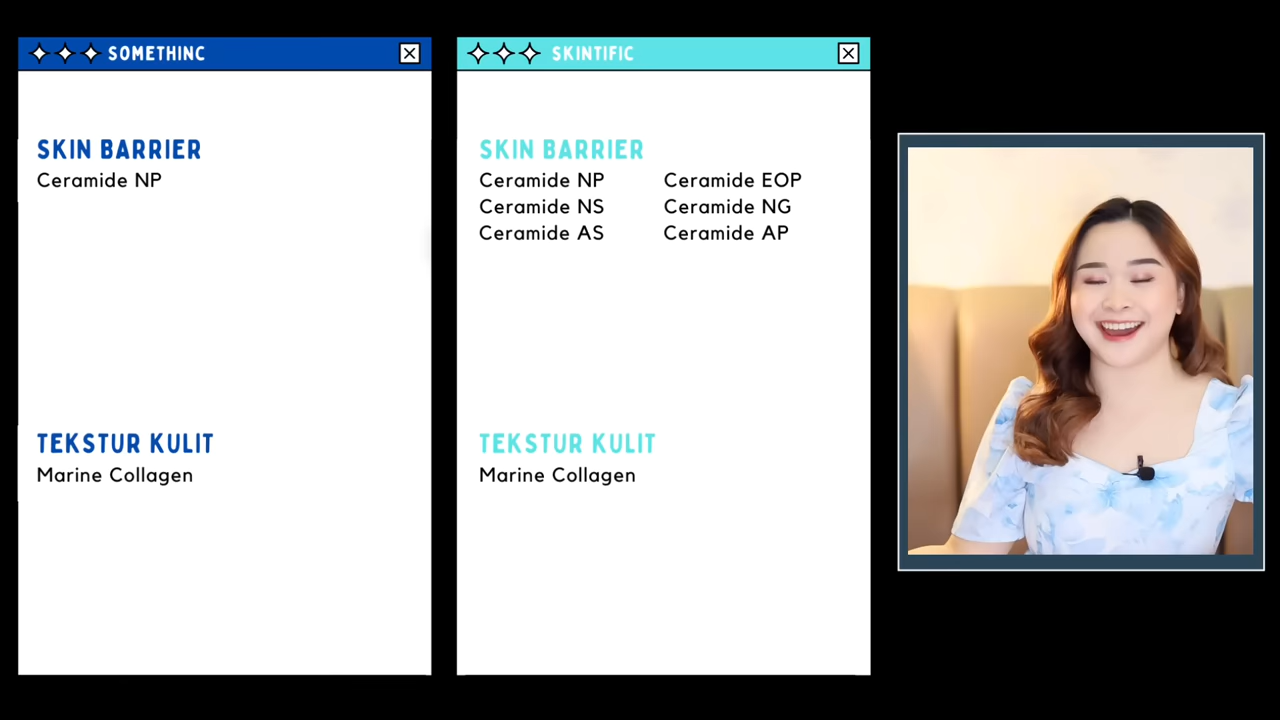 SOMETHINC
SKIN BARRIER
Ceramide NP
TEKSTUR KULIT
Marine Collagen
SKINTIFIC
SKIN BARRIER
Ceramide NP Ceramide EOP
Ceramide NS Ceramide NG
Ceramide AS Ceramide AP
TEKSTUR KULIT
Marine Collagen